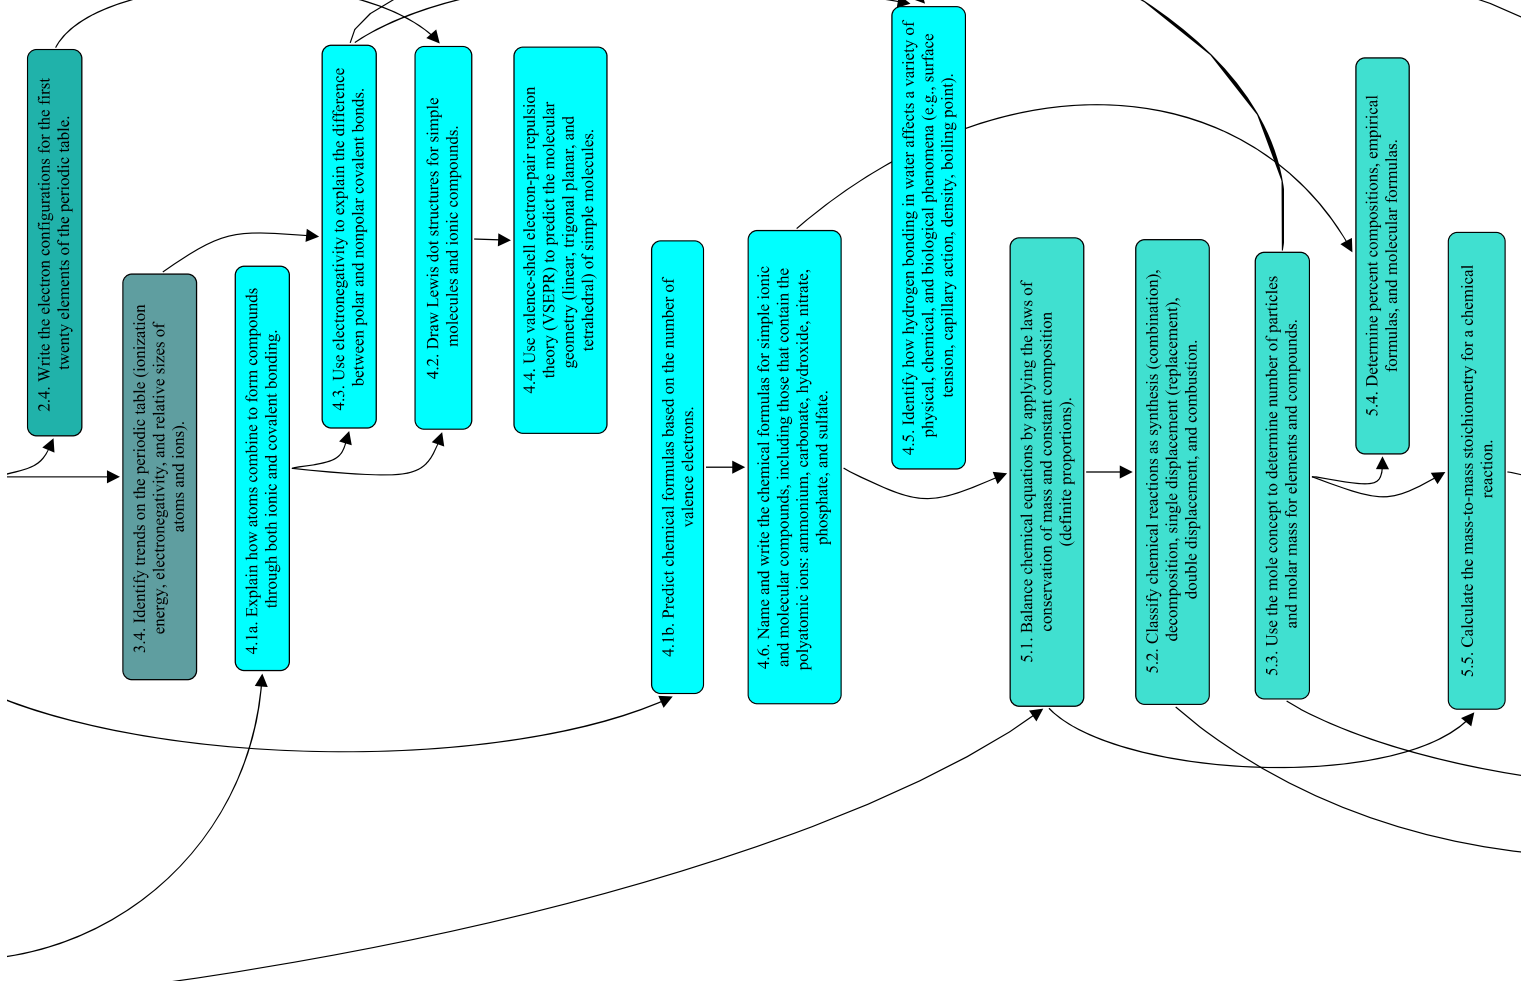 2.4. Write the electron configurations for the first
twenty elements of the periodic table.
3.4. Identify trends on the periodic table (ionization
energy, electronegativity, and relative sizes of
atoms and ions).
4.1a. Explain how atoms combine to form compounds
through both ionic and covalent bonding.
4.3. Use electronegativity to explain the difference
between polar and nonpolar covalent bonds.
4.2. Draw Lewis dot structures for simple
molecules and ionic compounds.
4.4. Use valence-shell electron-pair repulsion
theory (VSEPR) to predict the molecular
geometry (linear, trigonal planar, and
tetrahedral) of simple molecules.
4.1b. Predict chemical formulas based on the number of
valence electrons.
4.6. Name and write the chemical formulas for simple ionic
and molecular compounds, including those that contain the
polyatomic ions: ammonium, carbonate, hydroxide, nitrate,
phosphate, and sulfate.
4.5. Identify how hydrogen bonding in water affects a variety of
physical, chemical, and biological phenomena (e.g., surface
tension, capillary action, density, boiling point).
5.1. Balance chemical equations by applying the laws of
conservation of mass and constant composition
(definite proportions).
5.2. Classify chemical reactions as synthesis (combination),
decomposition, single displacement (replacement),
double displacement, and combustion.
5.3. Use the mole concept to determine number of particles
and molar mass for elements and compounds.
5.4. Determine percent compositions, empirical
formulas, and molecular formulas.
5.5. Calculate the mass-to-mass stoichiometry for a chemical
reaction.